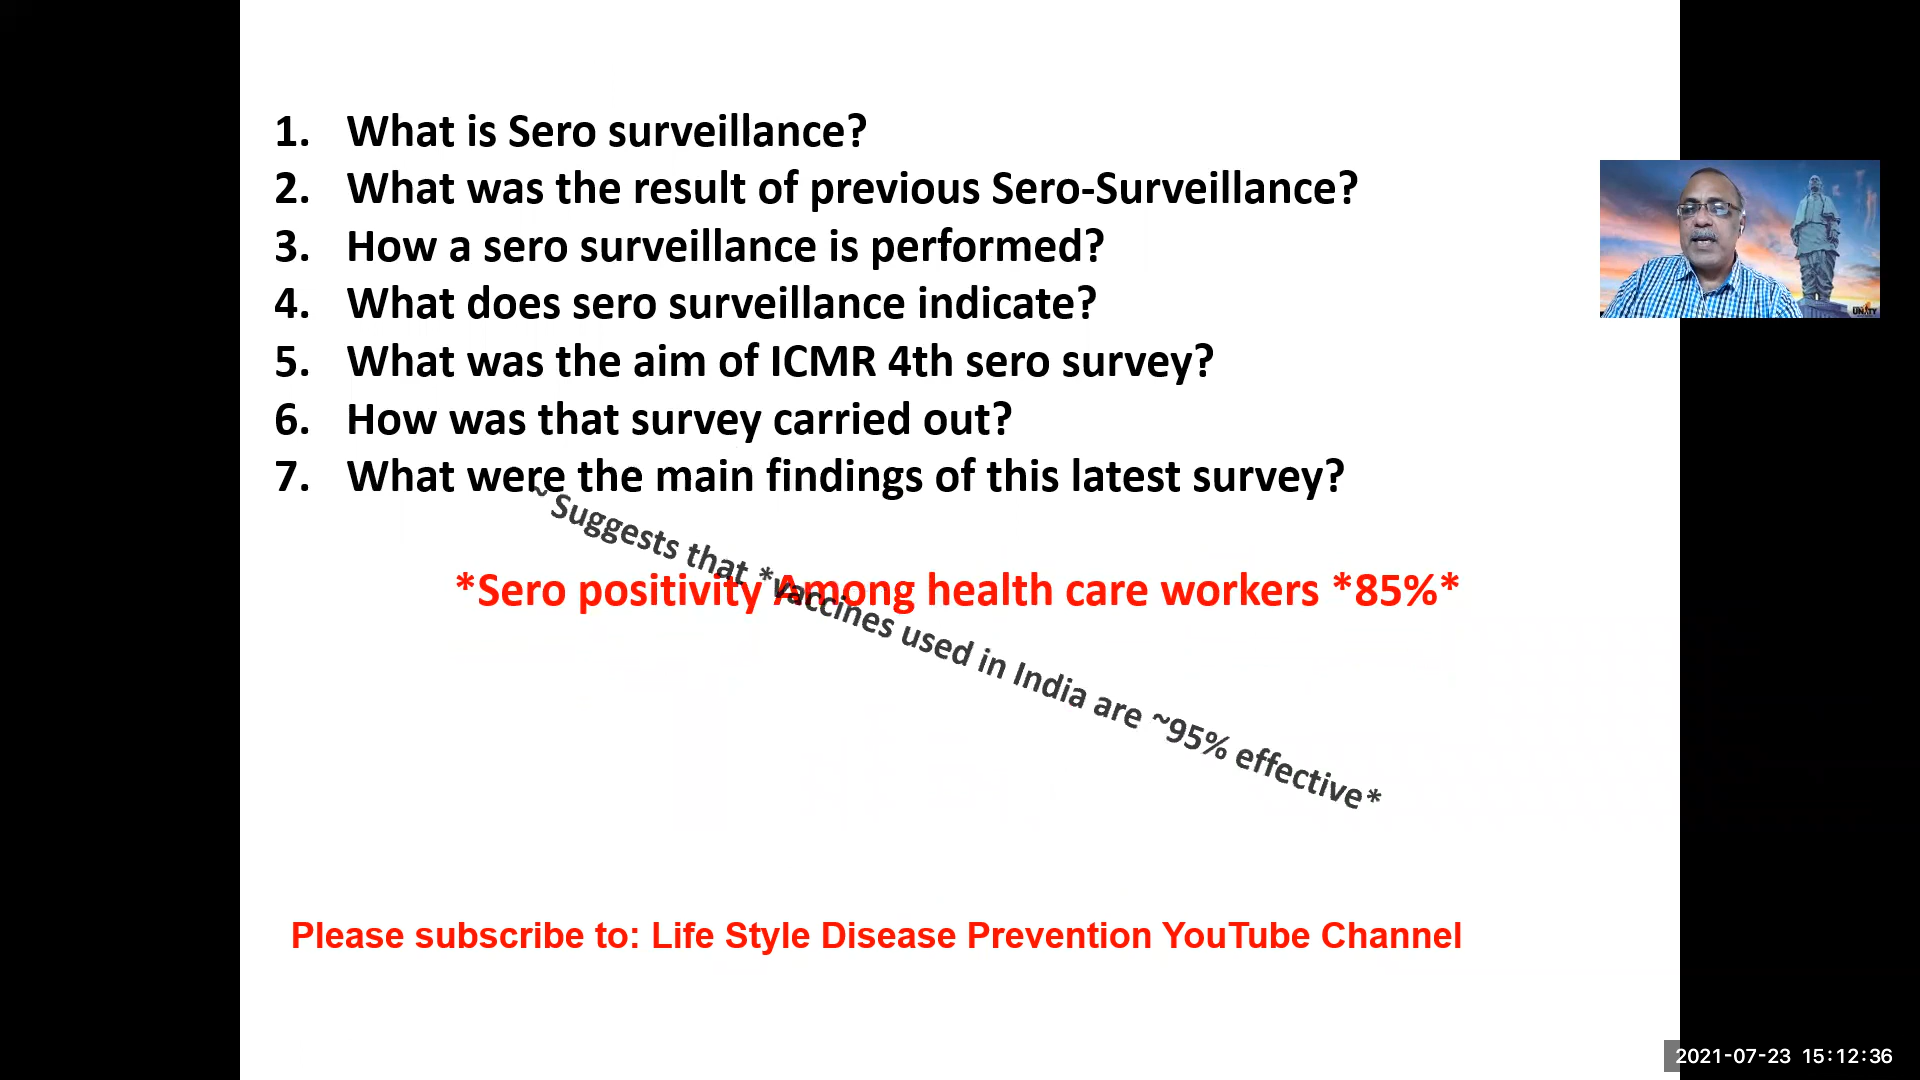 1. What is Sero surveillance?
2. What was the result of previous Sero-Surveillance?
3. How a sero surveillance is performed?
4. What does sero surveillance indicate?
5. What was the aim of ICMR 4th sero survey?
6. How was that survey carried out?
7. What were the main findings of this latest survey?
~ Suggests that *vaccines used in India are ~95% effective*
*Sero positivity Among health care workers *85%*
Please subscribe to: Life Style Disease Prevention YouTube Channel
UNITY
2021-07-23 15:12:36